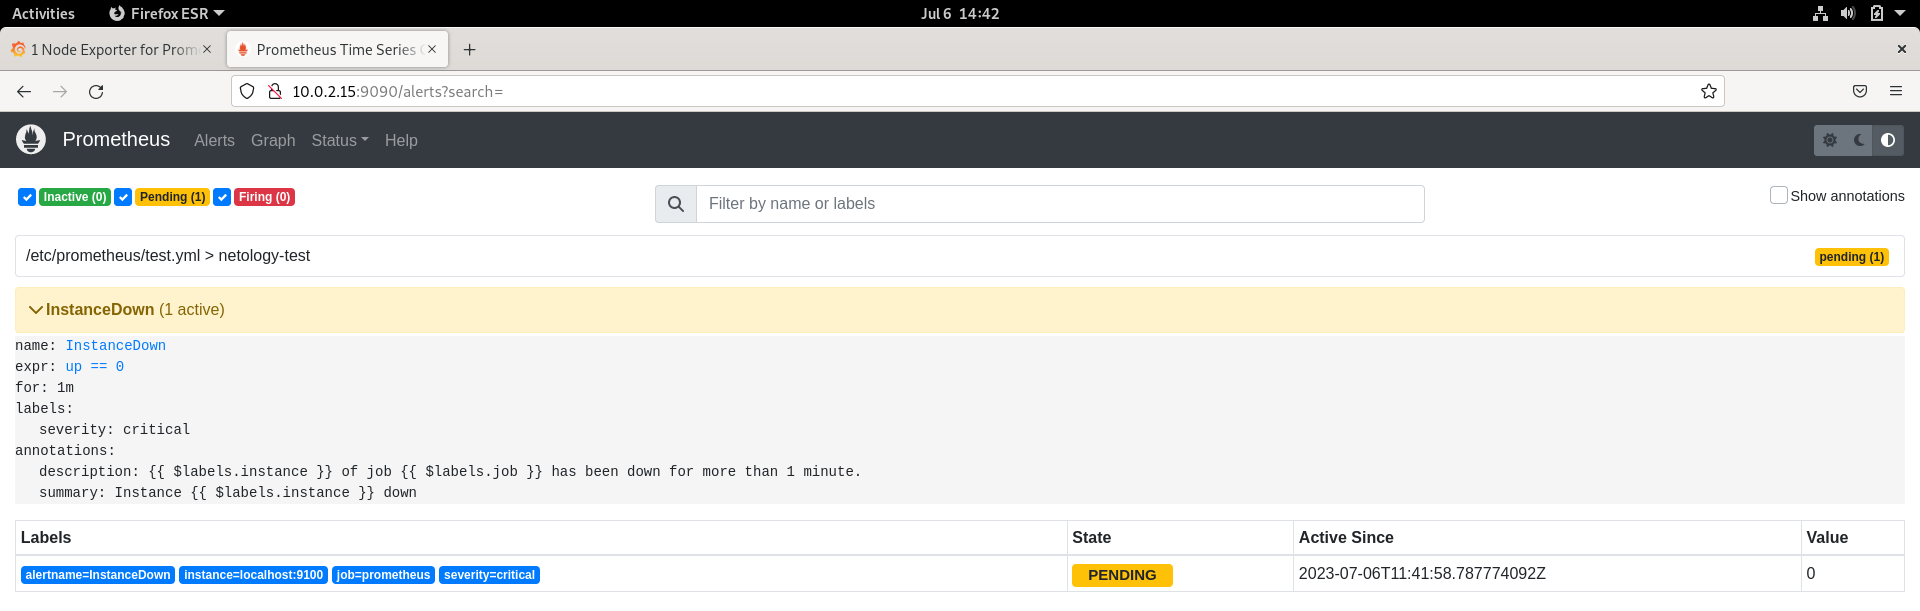 Activities Firefox ESR Jul 6 14:42
1 Node Exporter for Prom Prometheus Time Series
10.0.2.15:9090/alerts?search=
Prometheus Alerts Graph Status Help
Inactive (0) Pending (1) Firing (0) Filter by name or labels Show annotations
/etc/prometheus/test.yml > netology-test pending (1)
InstanceDown (1 active)
name: InstanceDown
expr: up == 0
for: 1m
labels:
severity: critical
annotations:
description: {{ $labels.instance }} of job {{ $labels.job }} has been down for more than 1 minute.
summary: Instance {{ $labels.instance }} down
Labels State Active Since Value
alertname=InstanceDown instance=localhost:9100 job=prometheus severity=critical PENDING 2023-07-06T11:41:58.787774092Z 0